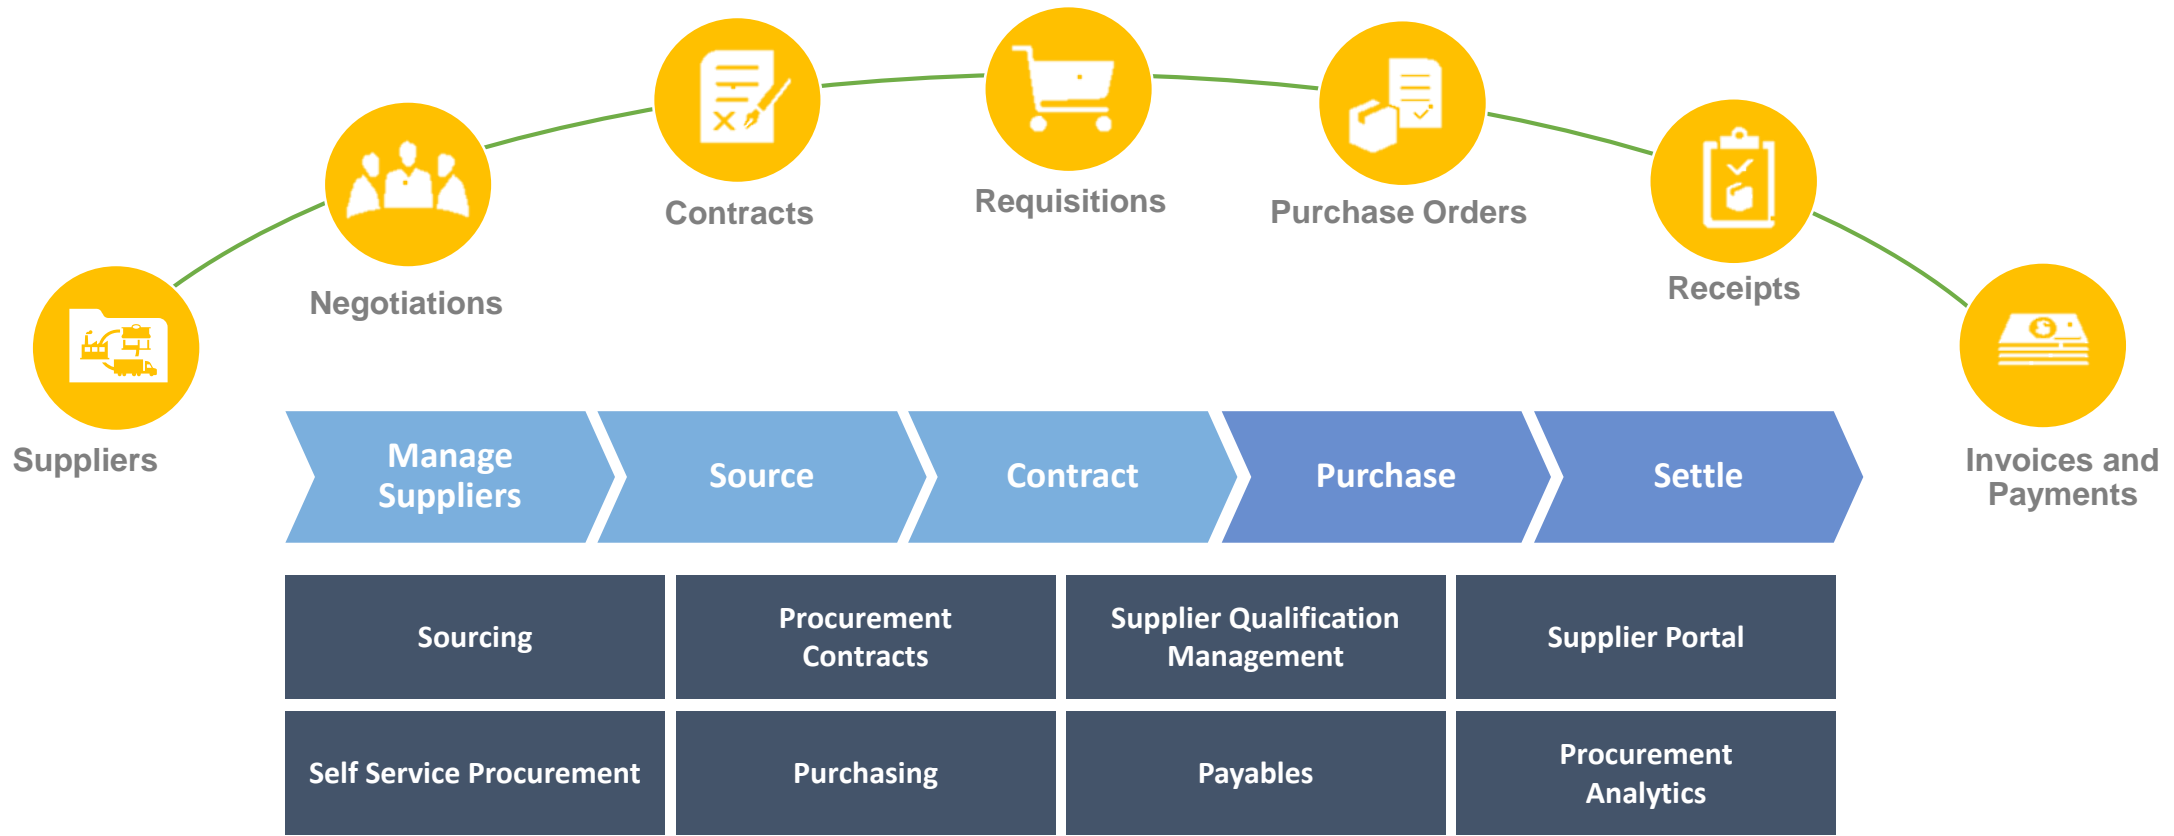 Suppliers
Negotiations
Contracts
Requisitions
Purchase Orders
Receipts
Invoices and
Payments
Manage
Suppliers
Source
Contract
Purchase
Settle
Sourcing
Procurement
Contracts
Supplier Qualification
Management
Supplier Portal
Self Service Procurement
Purchasing
Payables
Procurement
Analytics